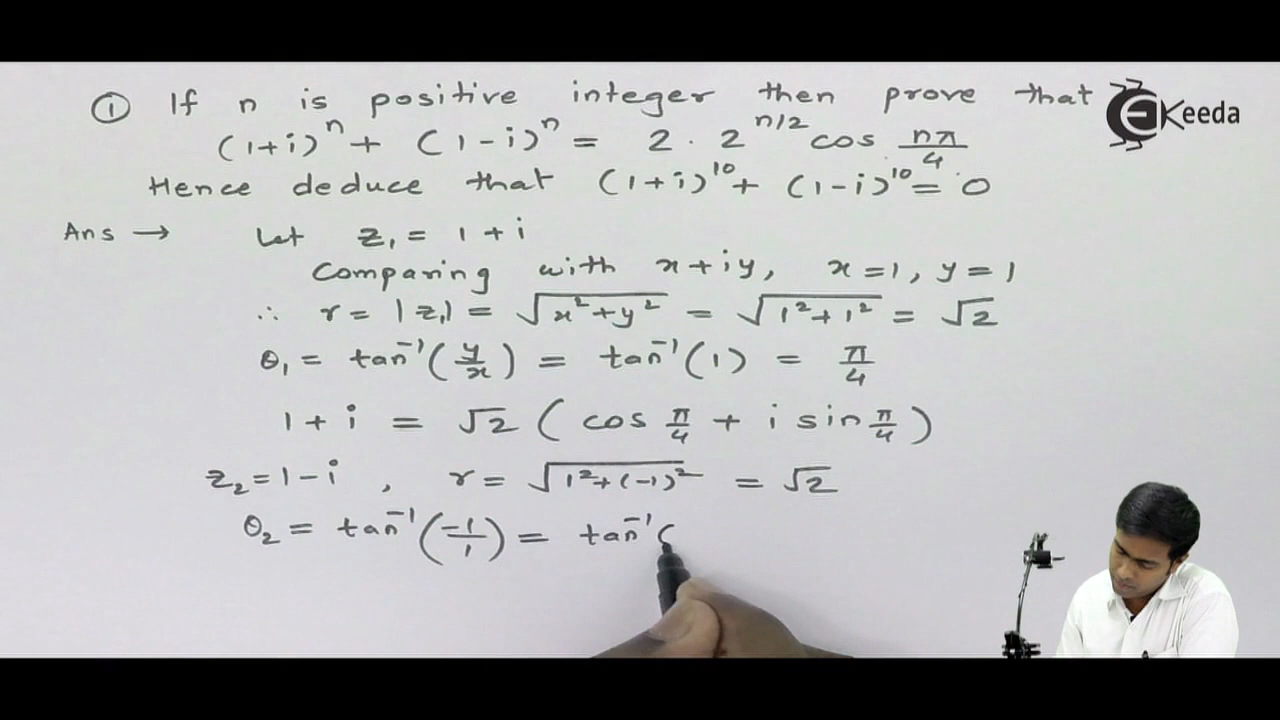 ① If n is positive integer then prove that
(1+i)ⁿ + (1-i)ⁿ = 2 · 2^(n/2) cos nπ/4
Hence deduce that (1+i)¹⁰ + (1-i)¹⁰ = 0
Ans → Let z₁ = 1 + i
Comparing with x+iy, x=1, y=1
∴ r = |z₁| = √(x²+y²) = √(1²+1²) = √2
θ₁ = tan⁻¹(y/x) = tan⁻¹(1) = π/4
1 + i = √2 (cos π/4 + i sin π/4)
z₂ = 1-i , r = √(1²+(-1)²) = √2
θ₂ = tan⁻¹(-1/1) = tan⁻¹(
EKeeda